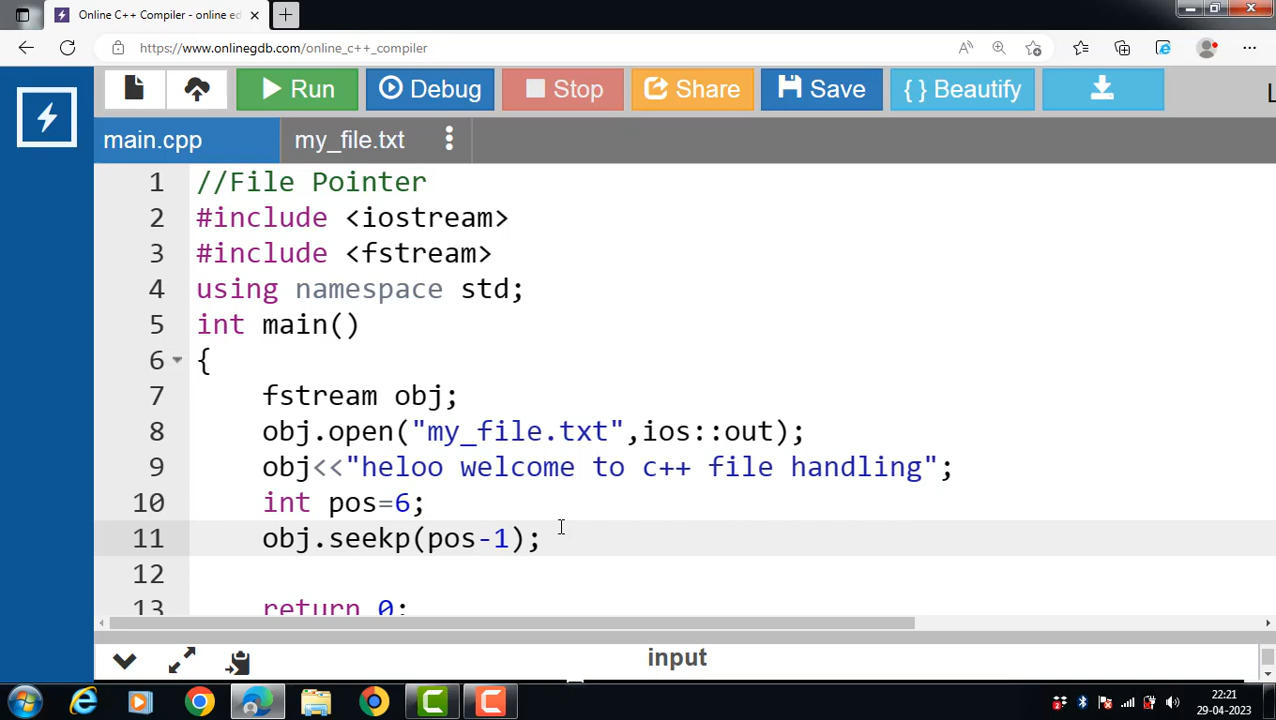 Online C++ Compiler - online ed
https://www.onlinegdb.com/online_c++_compiler
Run Debug Stop Share Save { } Beautify L
main.cpp my_file.txt
1 //File Pointer
2 #include <iostream>
3 #include <fstream>
4 using namespace std;
5 int main()
6 {
7 fstream obj;
8 obj.open("my_file.txt",ios::out);
9 obj<<"heloo welcome to c++ file handling";
10 int pos=6;
11 obj.seekp(pos-1);
12
13 return 0;
input
22:21
29-04-2023